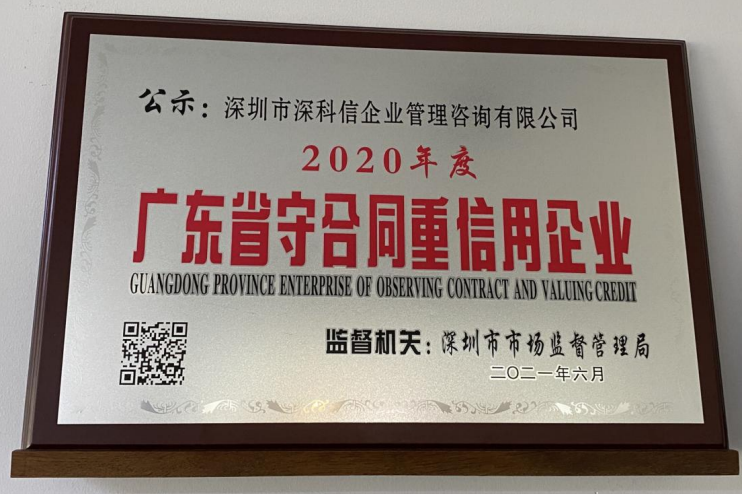 公示：深圳市深科信企业管理咨询有限公司
2020年度
广东省守合同重信用企业
GUANGDONG PROVINCE ENTERPRISE OF OBSERVING CONTRACT AND VALUING CREDIT
监督机关：深圳市市场监督管理局
二〇二一年六月